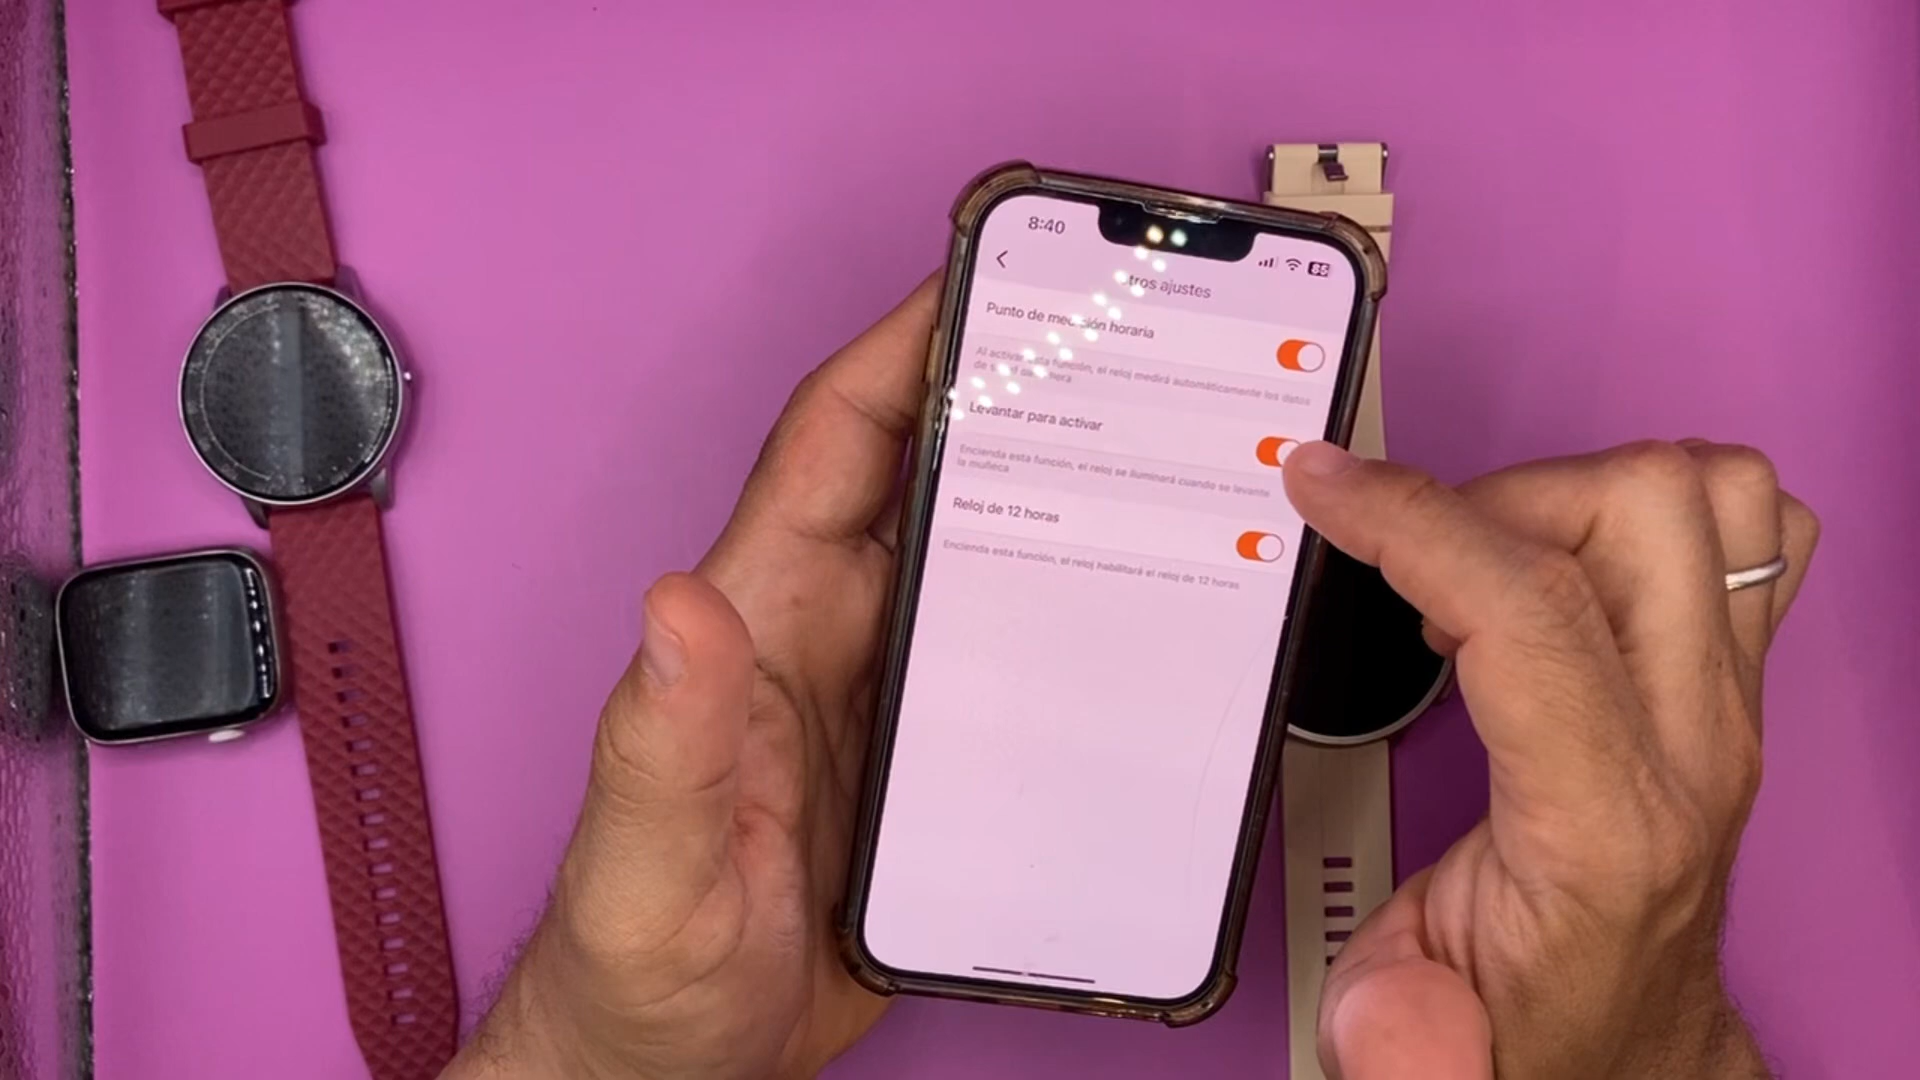 8:40
85
tros ajustes
Punto de medición horaria
Al activar esta función, el reloj medirá automáticamente los datos
de
Levantar para activar
Encienda esta función, el reloj se iluminará cuando se levante
la muñeca
Reloj de 12 horas
Encienda esta función, el reloj habilitará el reloj de 12 horas